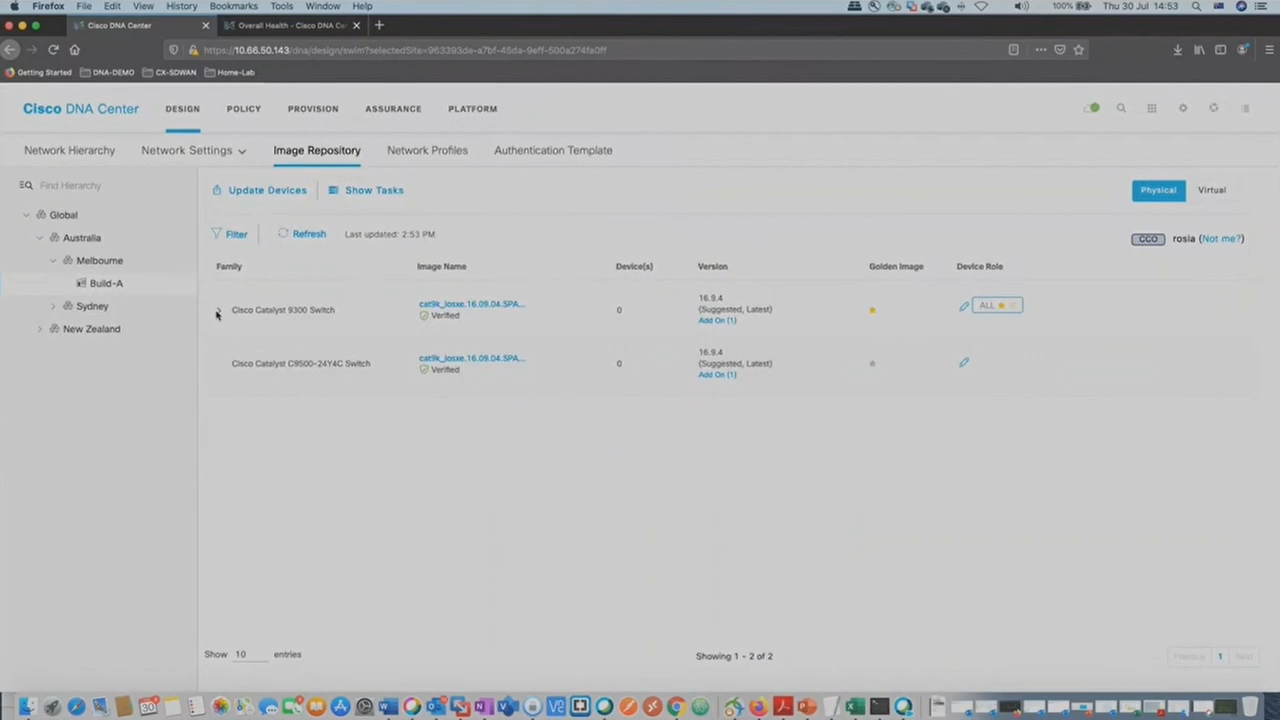 Firefox File Edit View History Bookmarks Tools Window Help 100% Thu 30 Jul 14:53
Cisco DNA Center Overall Health - Cisco DNA Ce
https://10.66.50.143/dna/design/swim?selectedSite=963393de-a7bf-45da-9eff-500a274fa0ff
Getting Started DNA-DEMO CX-SDWAN Home-Lab
Cisco DNA Center DESIGN POLICY PROVISION ASSURANCE PLATFORM
Network Hierarchy Network Settings Image Repository Network Profiles Authentication Template
Find Hierarchy
Global
Australia
Melbourne
Build-A
Sydney
New Zealand
Update Devices Show Tasks Physical Virtual
Filter Refresh Last updated: 2:53 PM CCO rosia (Not me?)
Family Image Name Device(s) Version Golden Image Device Role
Cisco Catalyst 9300 Switch cat9k_iosxe.16.09.04.SPA... 0 16.9.4 ALL
Verified (Suggested, Latest)
Add On (1)
Cisco Catalyst C9500-24Y4C Switch cat9k_iosxe.16.09.04.SPA... 0 16.9.4
Verified (Suggested, Latest)
Add On (1)
Show 10 entries Showing 1 - 2 of 2 Previous 1 Next